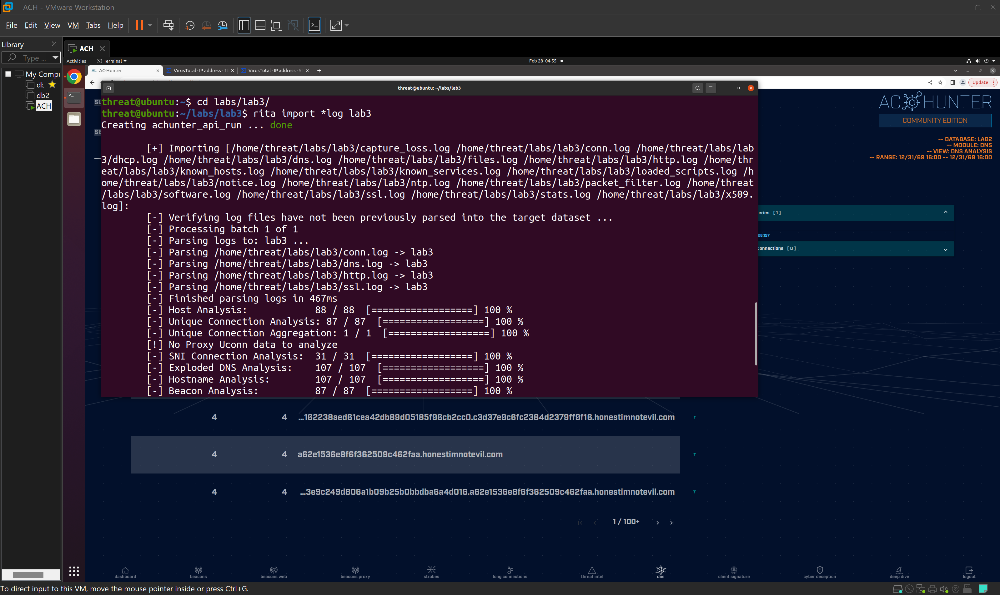 ACH - VMware Workstation
File Edit View VM Tabs Help
Library
Type ...
My Compu
db
db2
ACH
ACH
Activities
Terminal
Feb 28 04:55
AC-Hunter
VirusTotal - IP address - 1
VirusTotal - IP address - 5
Update
threat@ubuntu: ~/labs/lab3
threat@ubuntu:~$ cd labs/lab3/
threat@ubuntu:~/labs/lab3$ rita import *log lab3
Creating achunter_api_run ... done
[+] Importing [/home/threat/labs/lab3/capture_loss.log /home/threat/labs/lab3/conn.log /home/threat/labs/lab
3/dhcp.log /home/threat/labs/lab3/dns.log /home/threat/labs/lab3/files.log /home/threat/labs/lab3/http.log /home/thr
eat/labs/lab3/known_hosts.log /home/threat/labs/lab3/known_services.log /home/threat/labs/lab3/loaded_scripts.log /h
ome/threat/labs/lab3/notice.log /home/threat/labs/lab3/ntp.log /home/threat/labs/lab3/packet_filter.log /home/threat
/labs/lab3/software.log /home/threat/labs/lab3/ssl.log /home/threat/labs/lab3/stats.log /home/threat/labs/lab3/x509.
log]:
[-] Verifying log files have not been previously parsed into the target dataset ...
[-] Processing batch 1 of 1
[-] Parsing logs to: lab3 ...
[-] Parsing /home/threat/labs/lab3/conn.log -> lab3
[-] Parsing /home/threat/labs/lab3/dns.log -> lab3
[-] Parsing /home/threat/labs/lab3/http.log -> lab3
[-] Parsing /home/threat/labs/lab3/ssl.log -> lab3
[-] Finished parsing logs in 467ms
[-] Host Analysis: 88 / 88 [==================] 100 %
[-] Unique Connection Analysis: 87 / 87 [==================] 100 %
[-] Unique Connection Aggregation: 1 / 1 [==================] 100 %
[!] No Proxy Uconn data to analyze
[-] SNI Connection Analysis: 31 / 31 [==================] 100 %
[-] Exploded DNS Analysis: 107 / 107 [==================] 100 %
[-] Hostname Analysis: 107 / 107 [==================] 100 %
[-] Beacon Analysis: 87 / 87 [==================] 100 %
AC HUNTER
COMMUNITY EDITION
-- DATABASE: LAB2
-- MODULE: DNS
-- VIEW: DNS ANALYSIS
-- RANGE: 12/31/69 16:00 -- 12/31/69 16:00
eries [ 1 ]
26.157
Connections [ 0 ]
4 4 ...162238aed61cea42db89d05185f96cb2cc0.c3d37e9c6fc2384d2379ff9f16.honestimnotevil.com
4 4 a62e1536e8f6f362509c462faa.honestimnotevil.com
4 4 ...3e9c249d806a1b09b25b0bbdba6a4d016.a62e1536e8f6f362509c462faa.honestimnotevil.com
1 / 100+
dashboard beacons beacons web beacons proxy strobes long connections threat intel dns client signature cyber deception deep dive logout
To direct input to this VM, move the mouse pointer inside or press Ctrl+G.